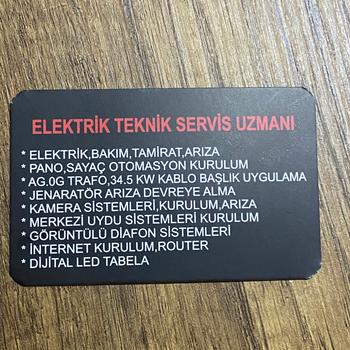 ELEKTRİK TEKNİK SERVİS UZMANI
* ELEKTRİK,BAKIM,TAMİRAT,ARIZA
* PANO,SAYAÇ OTOMASYON KURULUM
* AG.0G TRAFO,34.5 KW KABLO BAŞLIK UYGULAMA
* JENARATÖR ARIZA DEVREYE ALMA
* KAMERA SİSTEMLERİ,KURULUM,ARIZA
* MERKEZİ UYDU SİSTEMLERİ KURULUM
* GÖRÜNTÜLÜ DİAFON SİSTEMLERİ
* İNTERNET KURULUM,ROUTER
* DİJİTAL LED TABELA